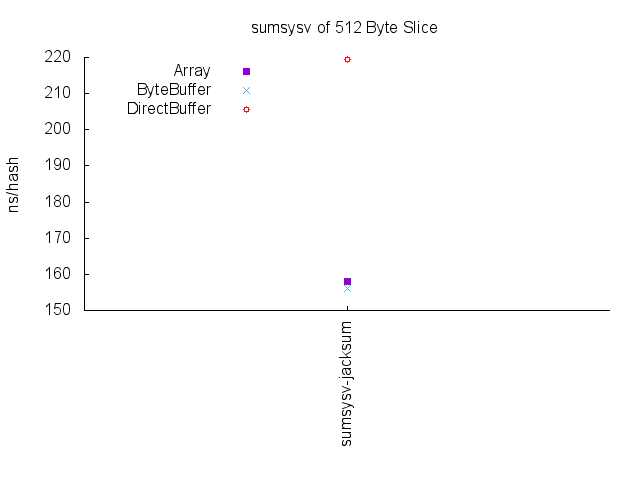 sumsysv of 512 Byte Slice
220
210
200
190
180
170
160
150
ns/hash
Array
ByteBuffer
DirectBuffer
sumsysv-jacksum